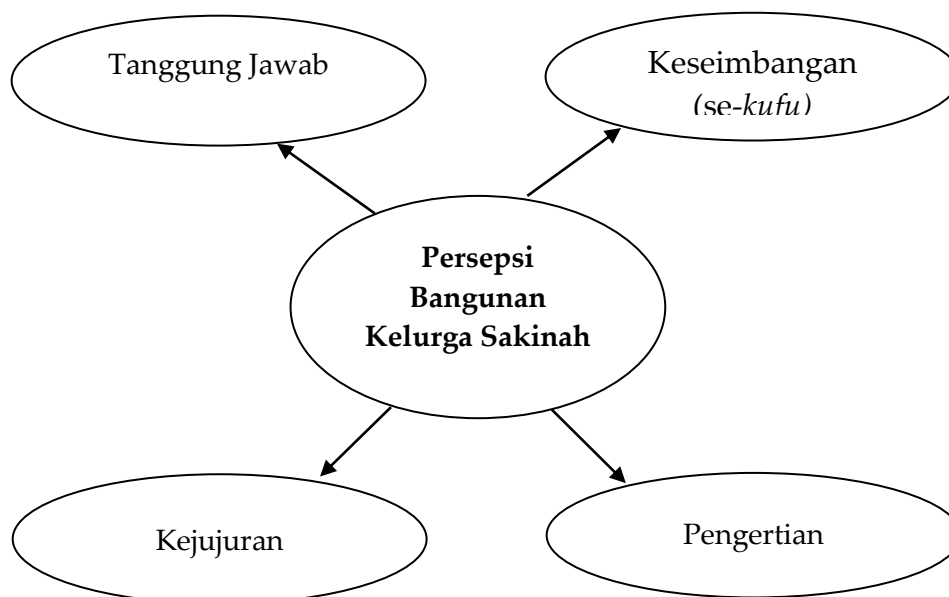 Tanggung Jawab
Keseimbangan
(se-kufu)
Persepsi
Bangunan
Kelurga Sakinah
Kejujuran
Pengertian